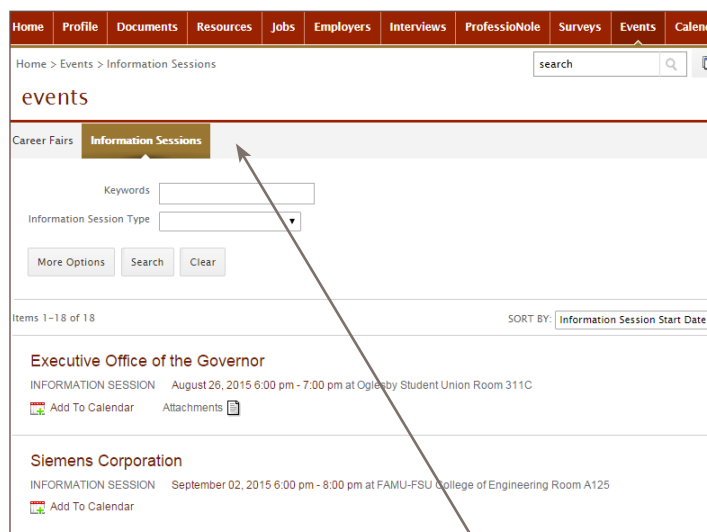 Home Profile Documents Resources Jobs Employers Interviews ProfessioNole Surveys Events
Home > Events > Information Sessions
search
events
Career Fairs Information Sessions
Keywords
Information Session Type
More Options Search Clear
Items 1-18 of 18
SORT BY: Information Session Start Date
Executive Office of the Governor
INFORMATION SESSION August 26, 2015 6:00 pm - 7:00 pm at Oglesby Student Union Room 311C
Add To Calendar Attachments
Siemens Corporation
INFORMATION SESSION September 02, 2015 6:00 pm - 8:00 pm at FAMU-FSU College of Engineering Room A125
Add To Calendar